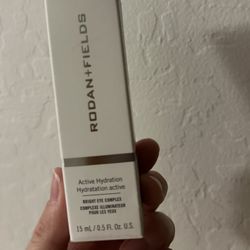 RODAN+FIELDS
Active Hydration
Hydratation active
BRIGHT EYE COMPLEX
COMPLEXE ILLUMINATEUR
POUR LES YEUX
15 mL / 0.5 Fl. Oz. U.S.